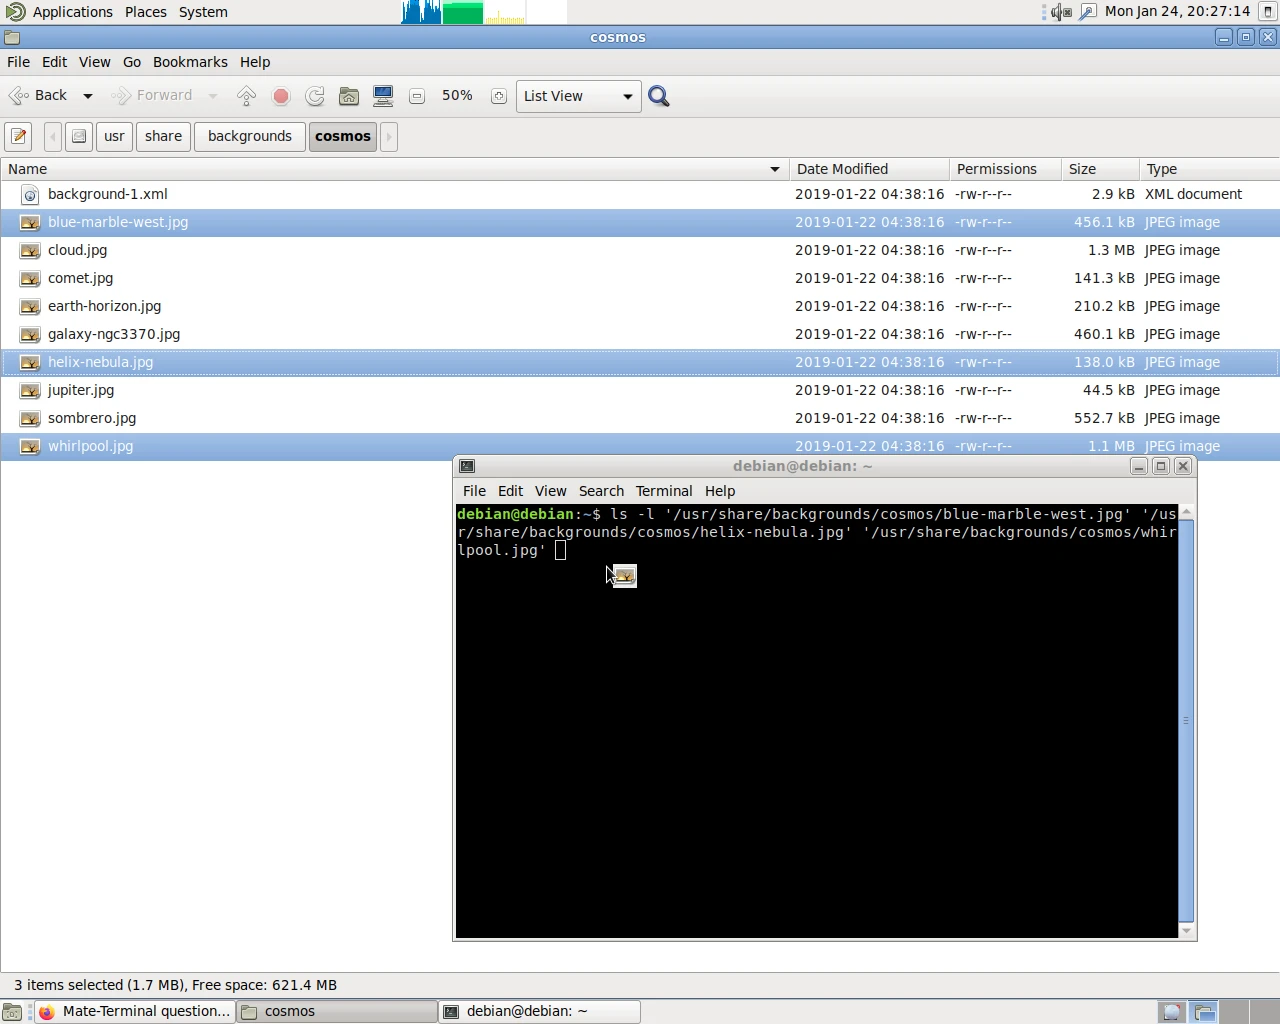 Applications Places System Mon Jan 24, 20:27:14
cosmos
File Edit View Go Bookmarks Help
Back Forward 50% List View
usr share backgrounds cosmos
Name Date Modified Permissions Size Type
background-1.xml 2019-01-22 04:38:16 -rw-r--r-- 2.9 kB XML document
blue-marble-west.jpg 2019-01-22 04:38:16 -rw-r--r-- 456.1 kB JPEG image
cloud.jpg 2019-01-22 04:38:16 -rw-r--r-- 1.3 MB JPEG image
comet.jpg 2019-01-22 04:38:16 -rw-r--r-- 141.3 kB JPEG image
earth-horizon.jpg 2019-01-22 04:38:16 -rw-r--r-- 210.2 kB JPEG image
galaxy-ngc3370.jpg 2019-01-22 04:38:16 -rw-r--r-- 460.1 kB JPEG image
helix-nebula.jpg 2019-01-22 04:38:16 -rw-r--r-- 138.0 kB JPEG image
jupiter.jpg 2019-01-22 04:38:16 -rw-r--r-- 44.5 kB JPEG image
sombrero.jpg 2019-01-22 04:38:16 -rw-r--r-- 552.7 kB JPEG image
whirlpool.jpg 2019-01-22 04:38:16 -rw-r--r-- 1.1 MB JPEG image
debian@debian: ~
File Edit View Search Terminal Help
debian@debian:~$ ls -l '/usr/share/backgrounds/cosmos/blue-marble-west.jpg' '/us
r/share/backgrounds/cosmos/helix-nebula.jpg' '/usr/share/backgrounds/cosmos/whir
lpool.jpg'
3 items selected (1.7 MB), Free space: 621.4 MB
Mate-Terminal question... cosmos debian@debian: ~